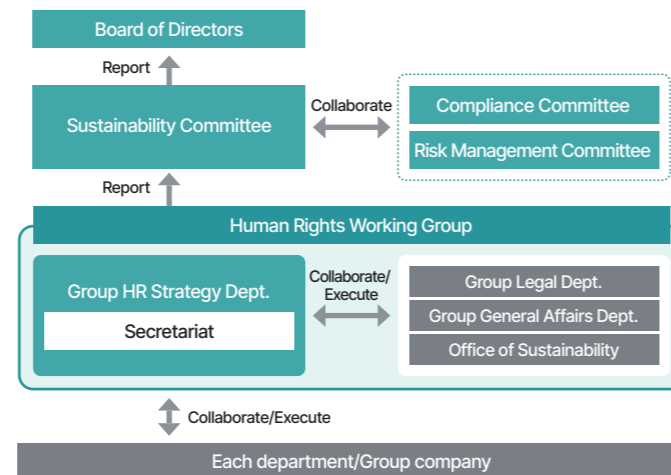 Board of Directors
Report
Sustainability Committee
Collaborate
Compliance Committee
Risk Management Committee
Report
Human Rights Working Group
Group HR Strategy Dept.
Secretariat
Collaborate/
Execute
Group Legal Dept.
Group General Affairs Dept.
Office of Sustainability
Collaborate/Execute
Each department/Group company